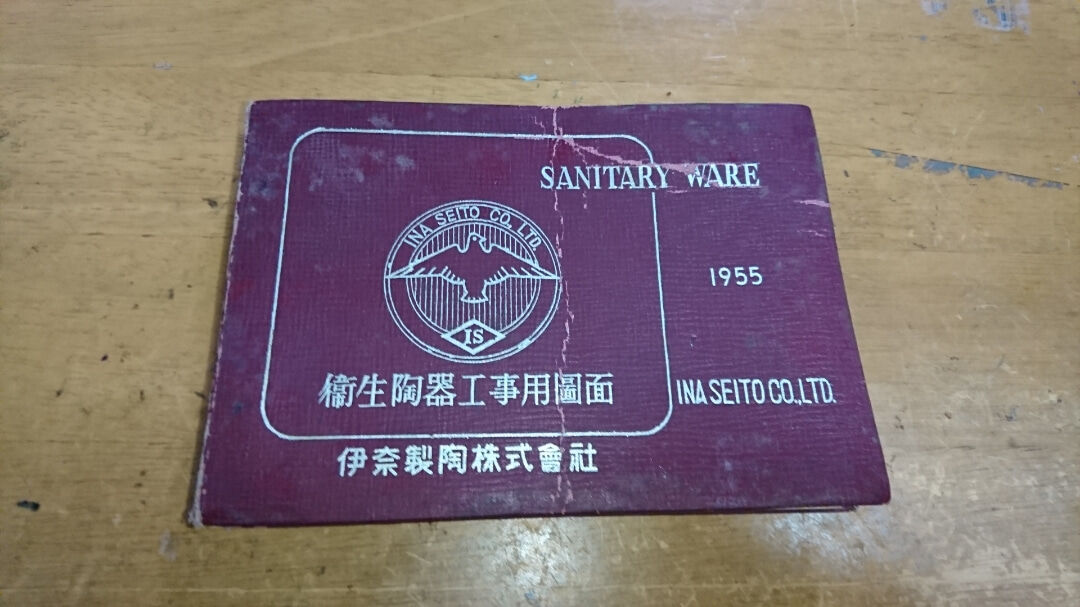 SANITARY WARE
INA SEITO CO., LTD.
1955
IS
衞生陶器工事用圖面
INA SEITO CO., LTD.
伊奈製陶株式會社